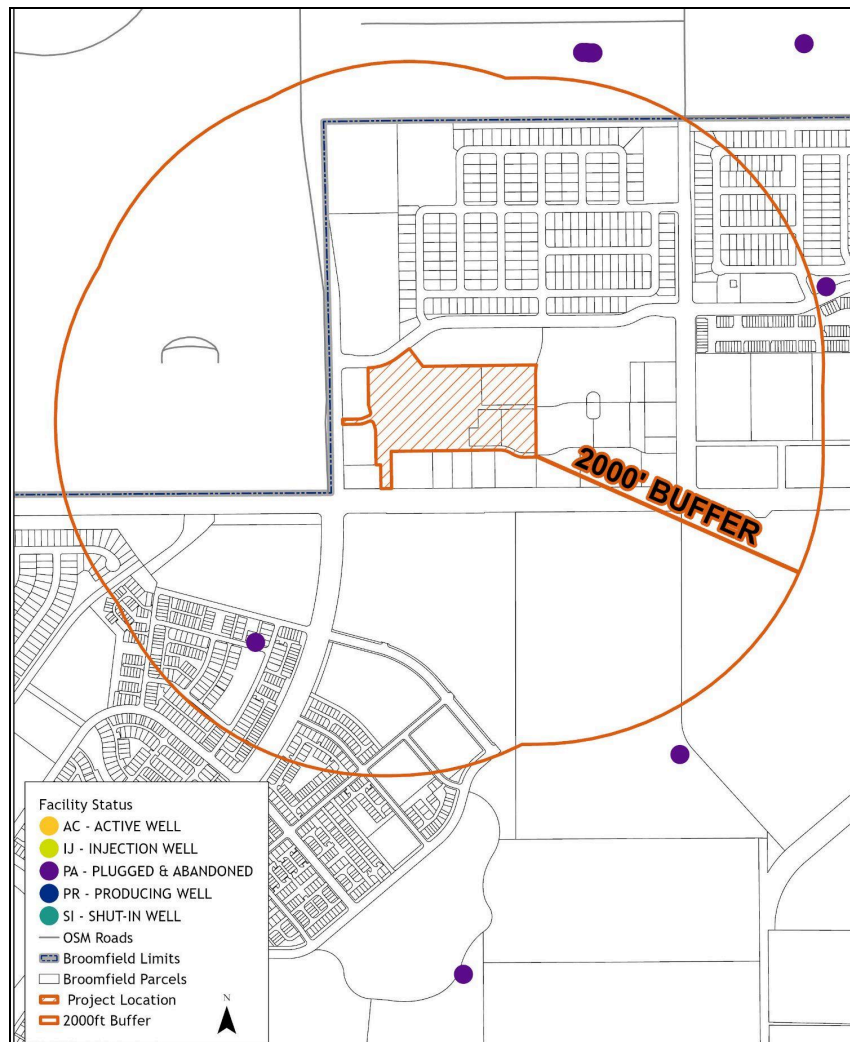 2000' BUFFER
Facility Status
AC - ACTIVE WELL
IJ - INJECTION WELL
PA - PLUGGED & ABANDONED
PR - PRODUCING WELL
SI - SHUT-IN WELL
OSM Roads
Broomfield Limits
Broomfield Parcels
Project Location
2000ft Buffer
N